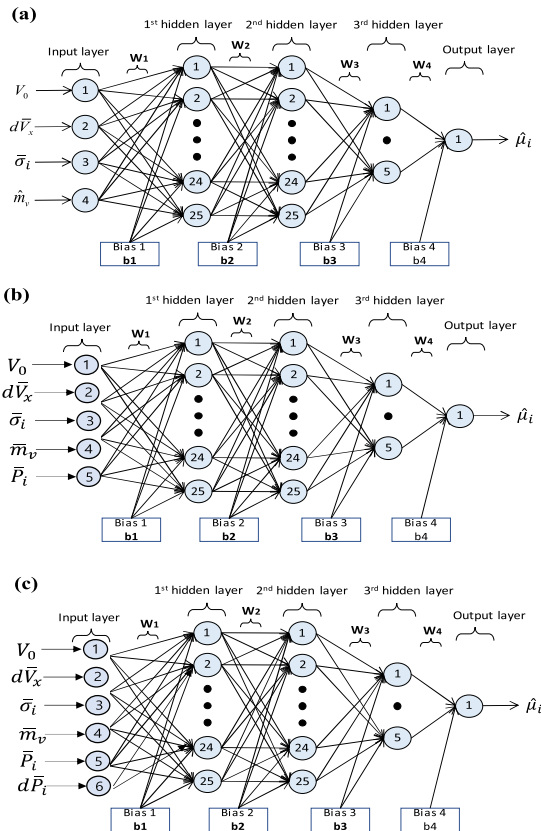 (a)
1st hidden layer 2nd hidden layer 3rd hidden layer
Input layer W1 W2 W3 W4 Output layer
V0 1 1 1 1
dV̅x 2 2 2 1 μ̂i
σ̅i 3 24 24 5
m̂v 4 25 25
Bias 1 Bias 2 Bias 3 Bias 4
b1 b2 b3 b4
(b)
1st hidden layer 2nd hidden layer 3rd hidden layer
Input layer W1 W2 W3 W4 Output layer
V0 1 1 1 1
dV̅x 2 2 2
σ̅i 3 1 μ̂i
m̅v 4 24 24 5
P̅i 5 25 25
Bias 1 Bias 2 Bias 3 Bias 4
b1 b2 b3 b4
(c)
1st hidden layer 2nd hidden layer 3rd hidden layer
Input layer W1 W2 W3 W4 Output layer
V0 1 1 1
dV̅x 2 2 2 1
σ̅i 3 1 μ̂i
m̅v 4 24 24 5
P̅i 5
dP̅i 6 25 25
Bias 1 Bias 2 Bias 3 Bias 4
b1 b2 b3 b4